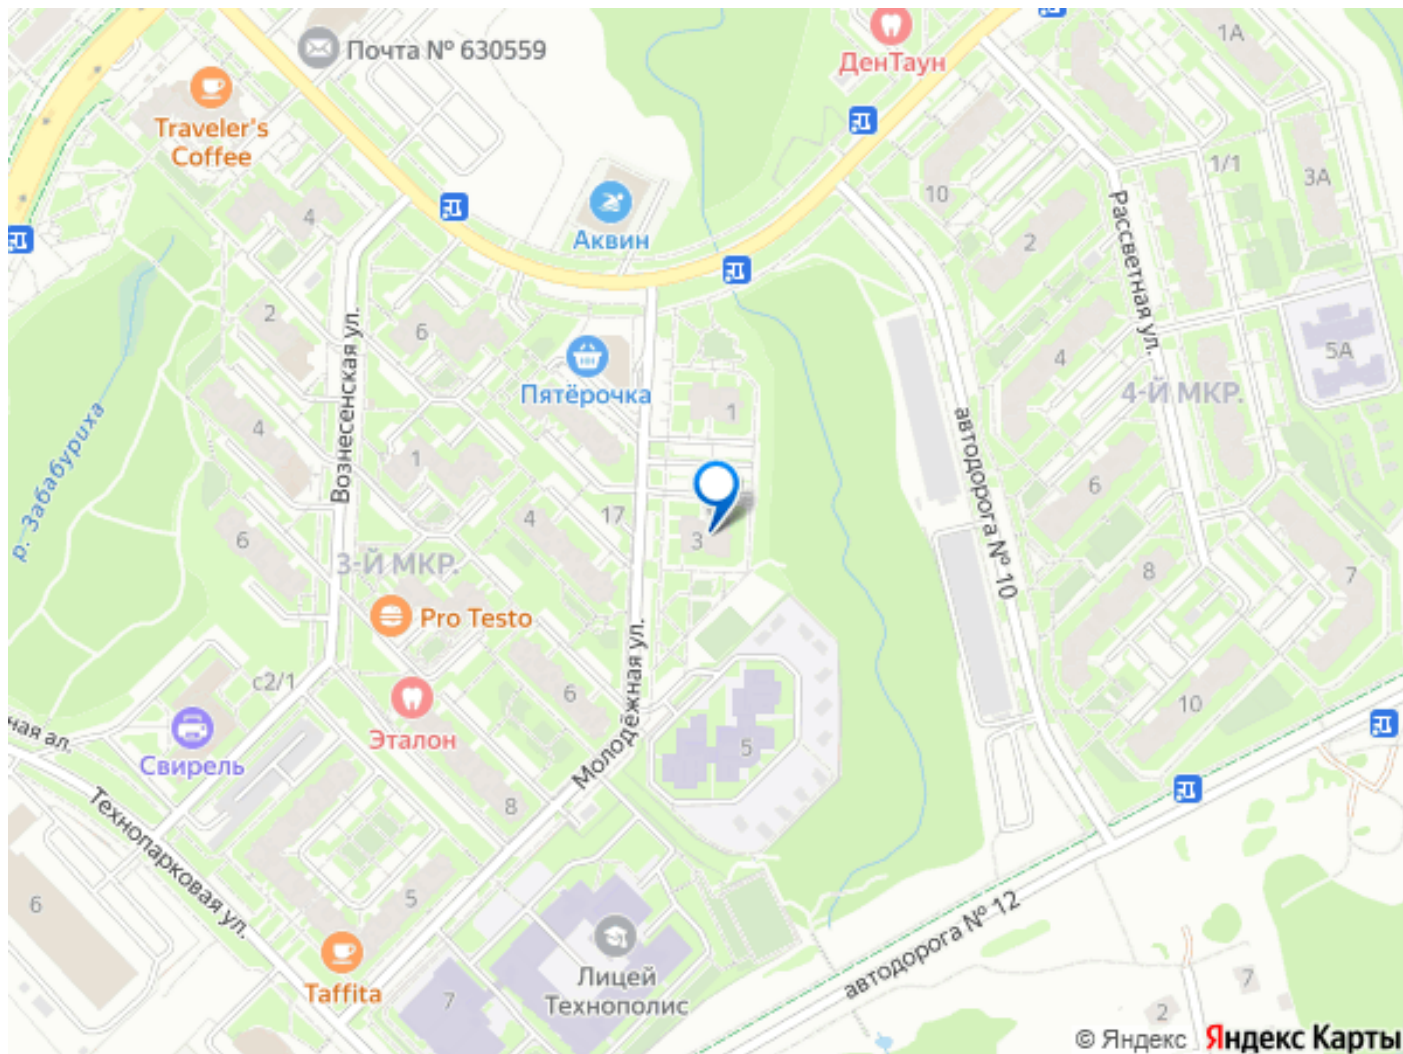 Почта № 630559
ДенТаун
1А
Traveler's
Coffee
1/1
3А
10
4
Аквин
2
Рассветная ул.
2
6
Вознесенская ул.
Пятёрочка
4
5А
1
4-Й МКР.
4
р. Забабуриха
1
автодорога № 10
6
4
17
6
3
3-Й МКР.
8
7
Pro Testo
Молодёжная ул.
с2/1
6
10
Эталон
ная ал.
Свирель
5
8
Технопарковая ул.
5
6
автодорога № 12
Лицей
Технополис
Taffita
7
7
2
© Яндекс Яндекс Карты